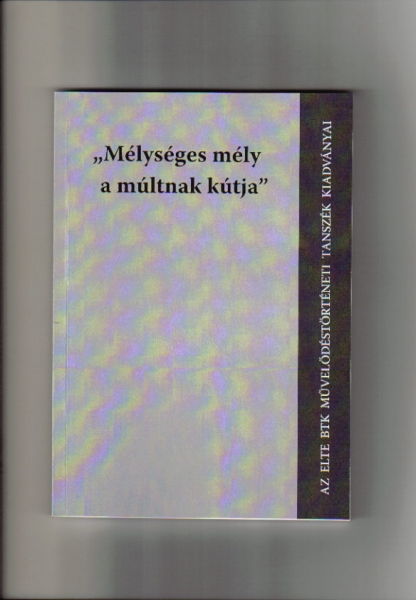 „Mélységes mély
a múltnak kútja”
AZ ELTE BTK MŰVELŐDÉSTÖRTÉNETI TANSZÉK KIADVÁNYAI